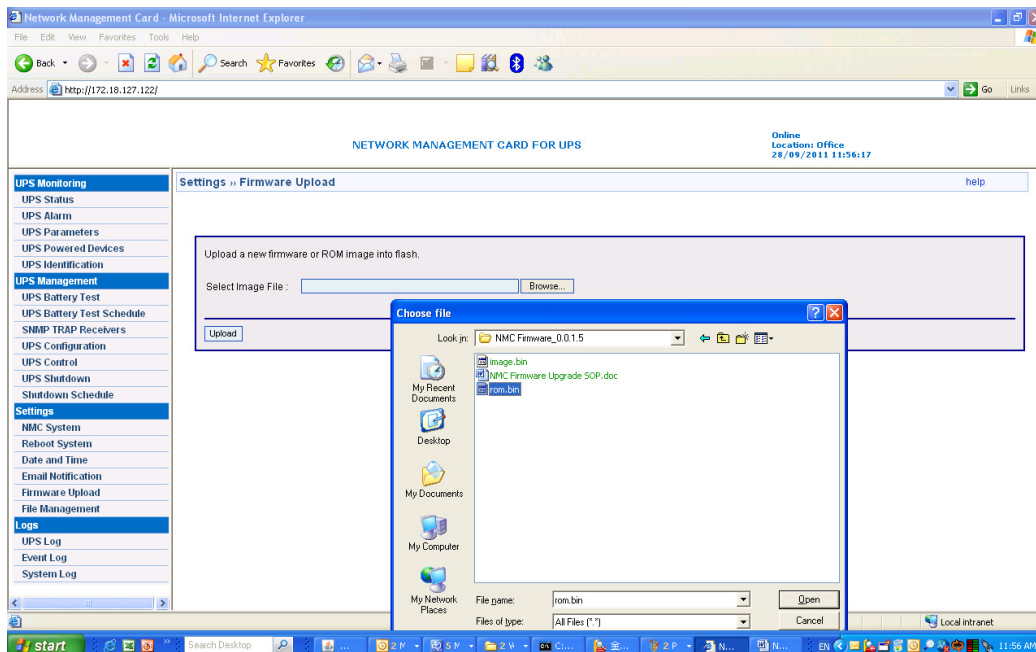 Network Management Card - Microsoft Internet Explorer
File Edit View Favorites Tools Help
Back Search Favorites
Address http://172.18.127.122/ Go Links
NETWORK MANAGEMENT CARD FOR UPS
Online
Location: Office
28/09/2011 11:56:17
UPS Monitoring
UPS Status
UPS Alarm
UPS Parameters
UPS Powered Devices
UPS Identification
UPS Management
UPS Battery Test
UPS Battery Test Schedule
SNMP TRAP Receivers
UPS Configuration
UPS Control
UPS Shutdown
Shutdown Schedule
Settings
NMC System
Reboot System
Date and Time
Email Notification
Firmware Upload
File Management
Logs
UPS Log
Event Log
System Log
Settings » Firmware Upload help
Upload a new firmware or ROM image into flash.
Select Image File : Browse...
Upload
Choose file
Look in: NMC Firmware_0.0.1.5
image.bin
NMC Firmware Upgrade SOP.doc
rom.bin
My Recent Documents
Desktop
My Documents
My Computer
My Network Places
File name: rom.bin Open
Files of type: All Files (*.*) Cancel
Local intranet
start Search Desktop ... 2 N 5 M 2 W C:... 金... 2 P N... N... EN 11:56 AM